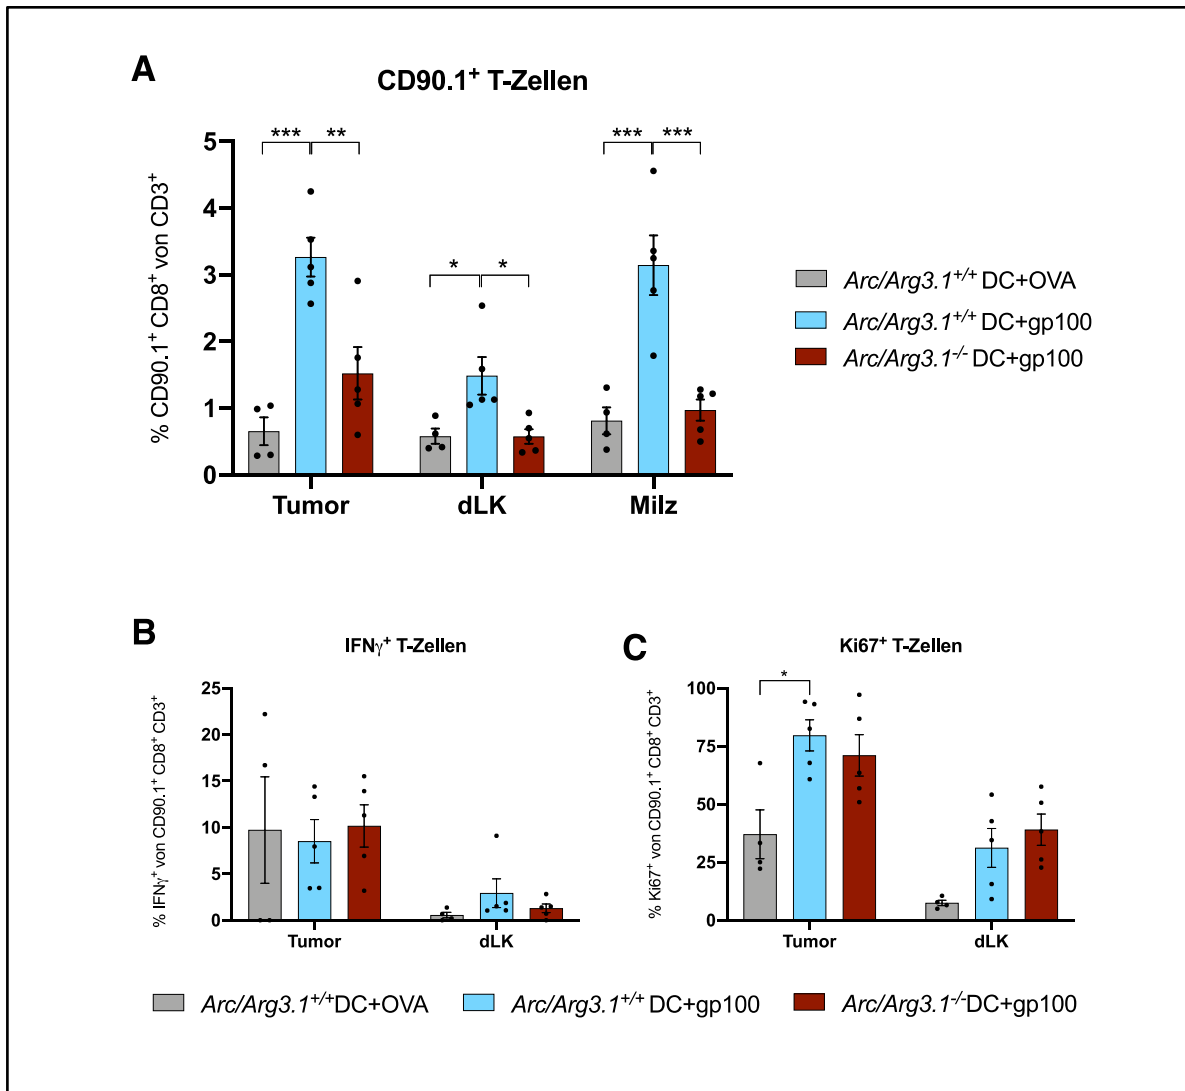 A
CD90.1⁺ T-Zellen
% CD90.1⁺ CD8⁺ von CD3⁺
5
4
3
2
1
0
*** **
* *
*** ***
Tumor dLK Milz
Arc/Arg3.1⁺/⁺ DC+OVA
Arc/Arg3.1⁺/⁺ DC+gp100
Arc/Arg3.1⁻/⁻ DC+gp100
B
IFNγ⁺ T-Zellen
% IFNγ⁺ von CD90.1⁺ CD8⁺ CD3⁺
25
20
15
10
5
0
Tumor dLK
C
Ki67⁺ T-Zellen
% Ki67⁺ von CD90.1⁺ CD8⁺ CD3⁺
100
75
50
25
0
*
Tumor dLK
Arc/Arg3.1⁺/⁺DC+OVA Arc/Arg3.1⁺/⁺ DC+gp100 Arc/Arg3.1⁻/⁻DC+gp100